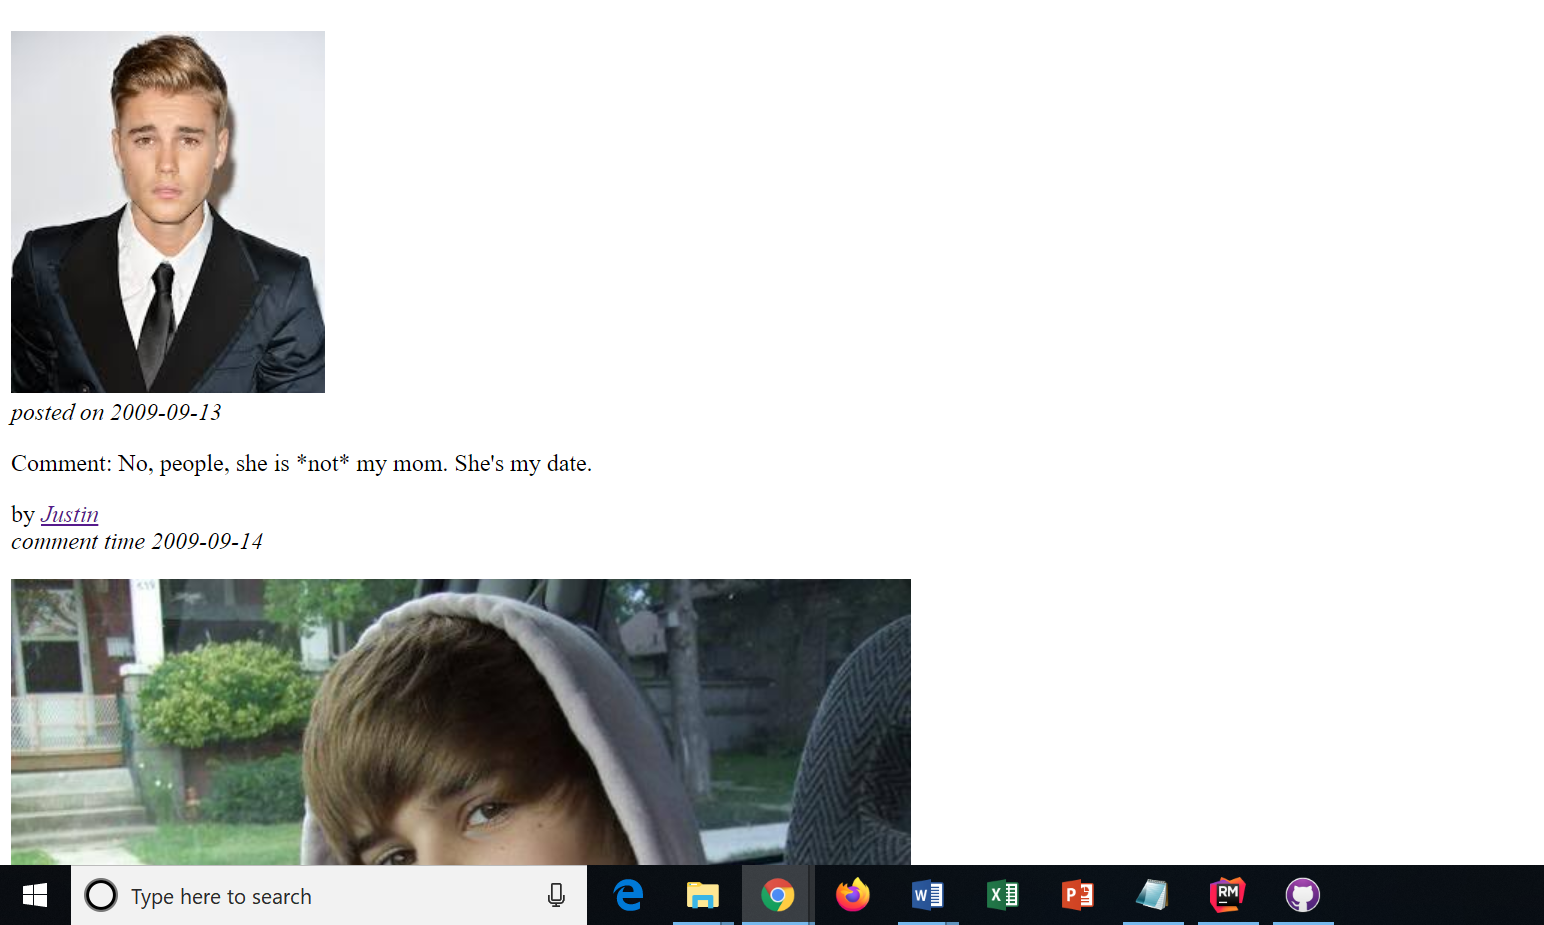 posted on 2009-09-13
Comment: No, people, she is *not* my mom. She's my date.
by Justin
comment time 2009-09-14
Type here to search
W
X
P
RM